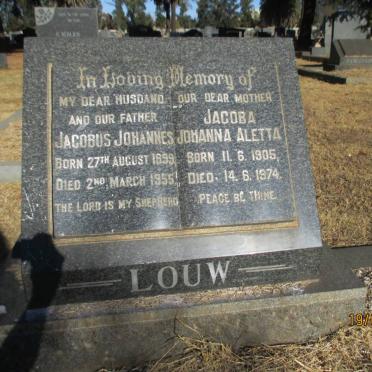 In Loving Memory of
MY DEAR HUSBAND
AND OUR FATHER
JACOBUS JOHANNES
BORN 27TH AUGUST 1899.
DIED 2ND MARCH 1955.
THE LORD IS MY SHEPHERD
OUR DEAR MOTHER
JACOBA
JOHANNA ALETTA
BORN 11. 6. 1905.
DIED. 14. 6. 1974.
PEACE BE THINE.
LOUW